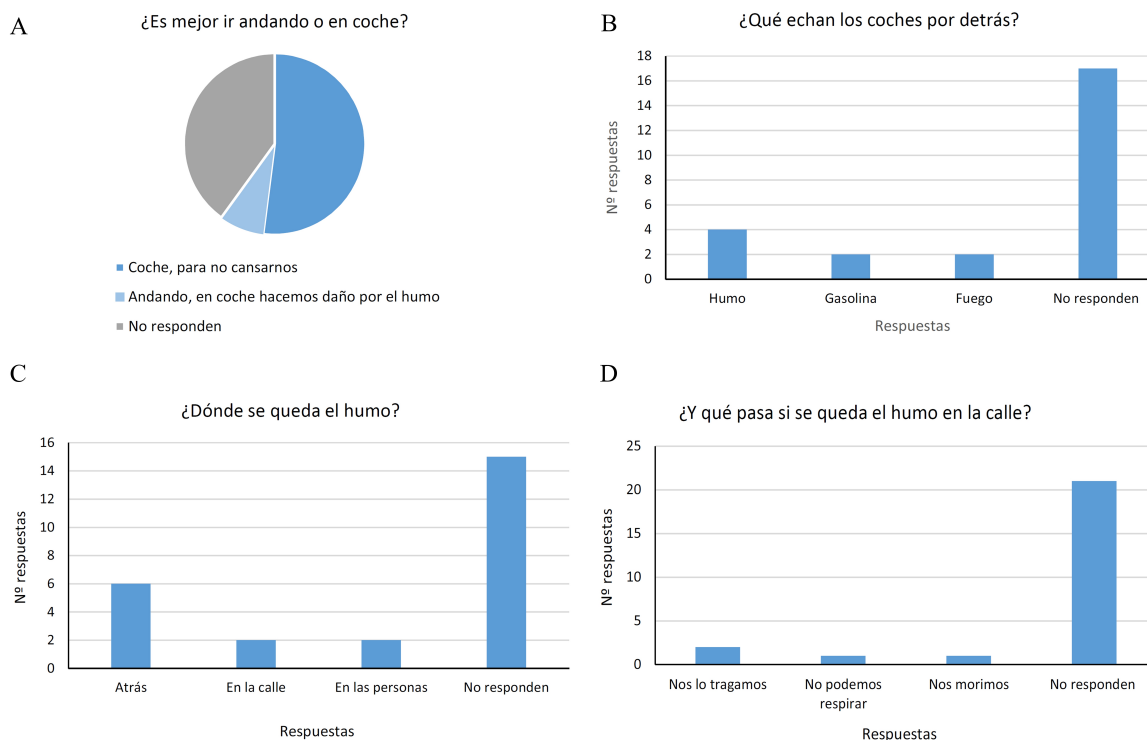 A
¿Es mejor ir andando o en coche?
Coche, para no cansarnos
Andando, en coche hacemos daño por el humo
No responden
B
¿Qué echan los coches por detrás?
Nº respuestas
18
16
14
12
10
8
6
4
2
0
Humo Gasolina Fuego No responden
Respuestas
C
¿Dónde se queda el humo?
Nº respuestas
16
14
12
10
8
6
4
2
0
Atrás En la calle En las personas No responden
Respuestas
D
¿Y qué pasa si se queda el humo en la calle?
Nº respuestas
25
20
15
10
5
0
Nos lo tragamos No podemos Nos morimos No responden
respirar
Respuestas